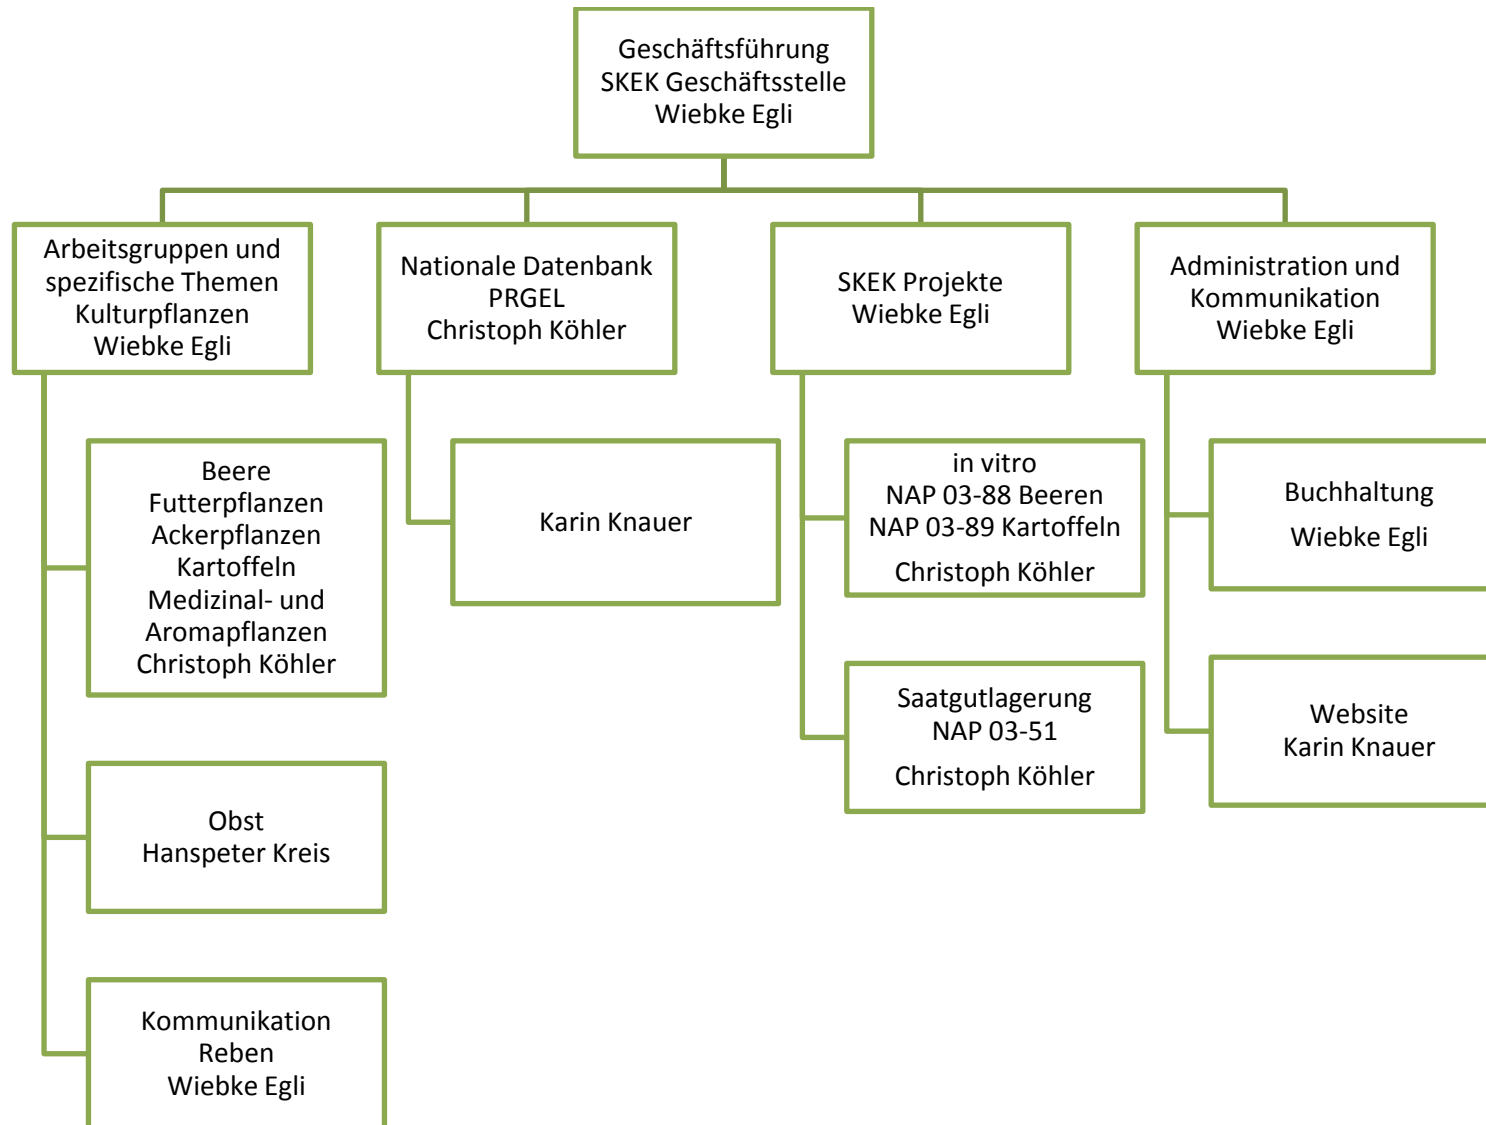 Geschäftsführung
SKEK Geschäftsstelle
Wiebke Egli
Arbeitsgruppen und
spezifische Themen
Kulturpflanzen
Wiebke Egli
Beere
Futterpflanzen
Ackerpflanzen
Kartoffeln
Medizinal- und
Aromapflanzen
Christoph Köhler
Obst
Hanspeter Kreis
Kommunikation
Reben
Wiebke Egli
Nationale Datenbank
PRGEL
Christoph Köhler
Karin Knauer
SKEK Projekte
Wiebke Egli
in vitro
NAP 03-88 Beeren
NAP 03-89 Kartoffeln
Christoph Köhler
Saatgutlagerung
NAP 03-51
Christoph Köhler
Administration und
Kommunikation
Wiebke Egli
Buchhaltung
Wiebke Egli
Website
Karin Knauer